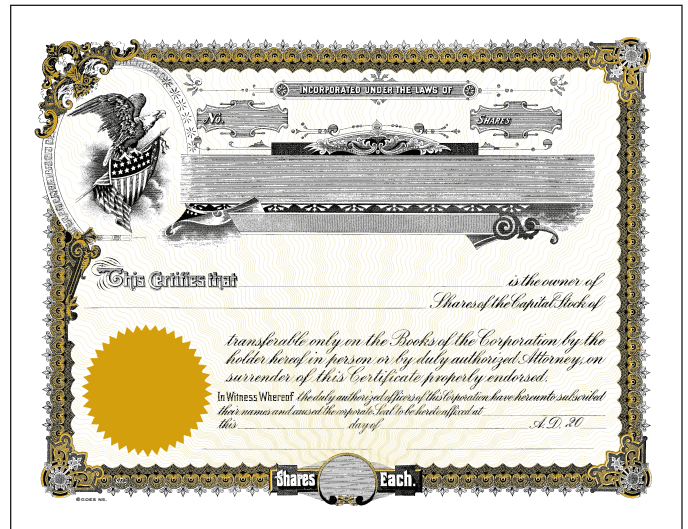 INCORPORATED UNDER THE LAWS OF
No.
SHARES
This Certifies that
is the owner of
Shares of the Capital Stock of
transferable only on the Books of the Corporation by the
holder hereof in person or by duly authorized Attorney, on
surrender of this Certificate properly endorsed.
In Witness Whereof the duly authorized officers of this Corporation have hereunto subscribed
their names and caused the corporate Seal to be hereto affixed at
this day of A.D. 20
Shares Each.
© GOES 85.